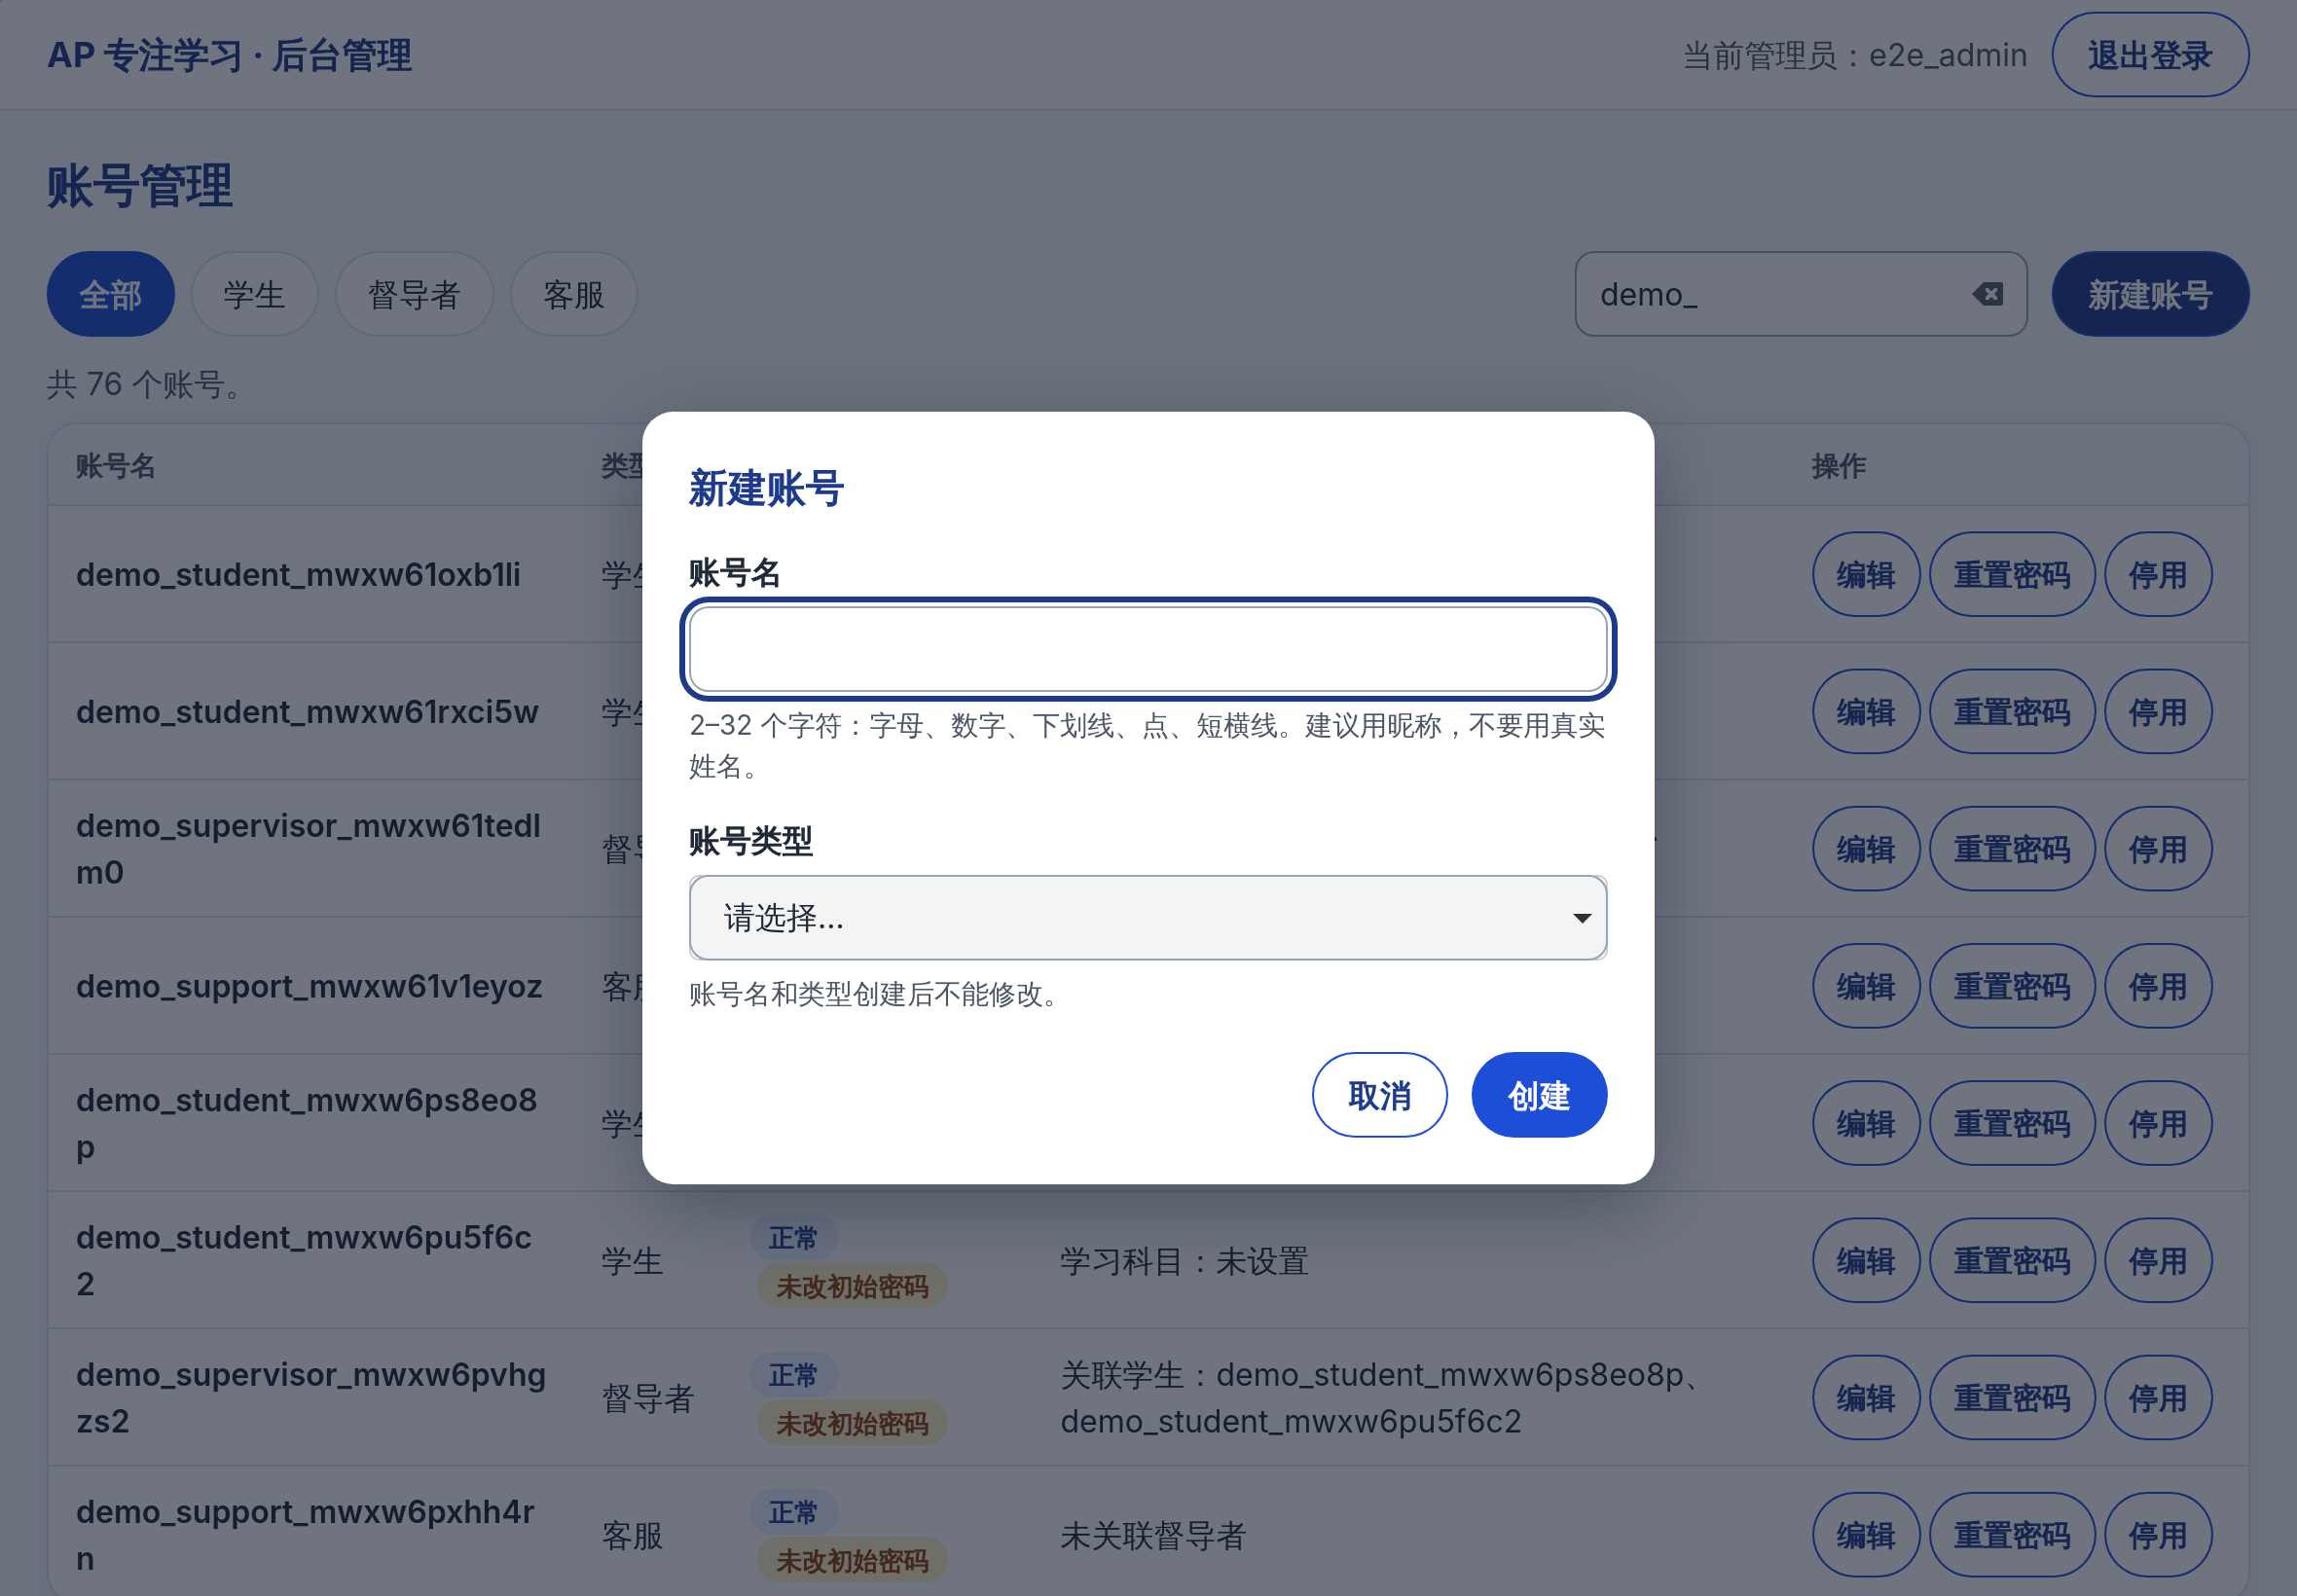 AP 专注学习 · 后台管理
当前管理员：e2e_admin
退出登录
账号管理
全部
学生
督导者
客服
demo_
新建账号
共 76 个账号。
账号名
操作
新建账号
账号名
2–32 个字符：字母、数字、下划线、点、短横线。建议用昵称，不要用真实
姓名。
账号类型
请选择...
账号名和类型创建后不能修改。
取消
创建
demo_student_mwxw61oxb1li
编辑
重置密码
停用
demo_student_mwxw61rxci5w
编辑
重置密码
停用
demo_supervisor_mwxw61tedl
m0
编辑
重置密码
停用
demo_support_mwxw61v1eyoz
编辑
重置密码
停用
demo_student_mwxw6ps8eo8
p
编辑
重置密码
停用
demo_student_mwxw6pu5f6c
2
学生
正常
未改初始密码
学习科目：未设置
编辑
重置密码
停用
demo_supervisor_mwxw6pvhg
zs2
督导者
正常
未改初始密码
关联学生：demo_student_mwxw6ps8eo8p、
demo_student_mwxw6pu5f6c2
编辑
重置密码
停用
demo_support_mwxw6pxhh4r
n
客服
正常
未改初始密码
未关联督导者
编辑
重置密码
停用